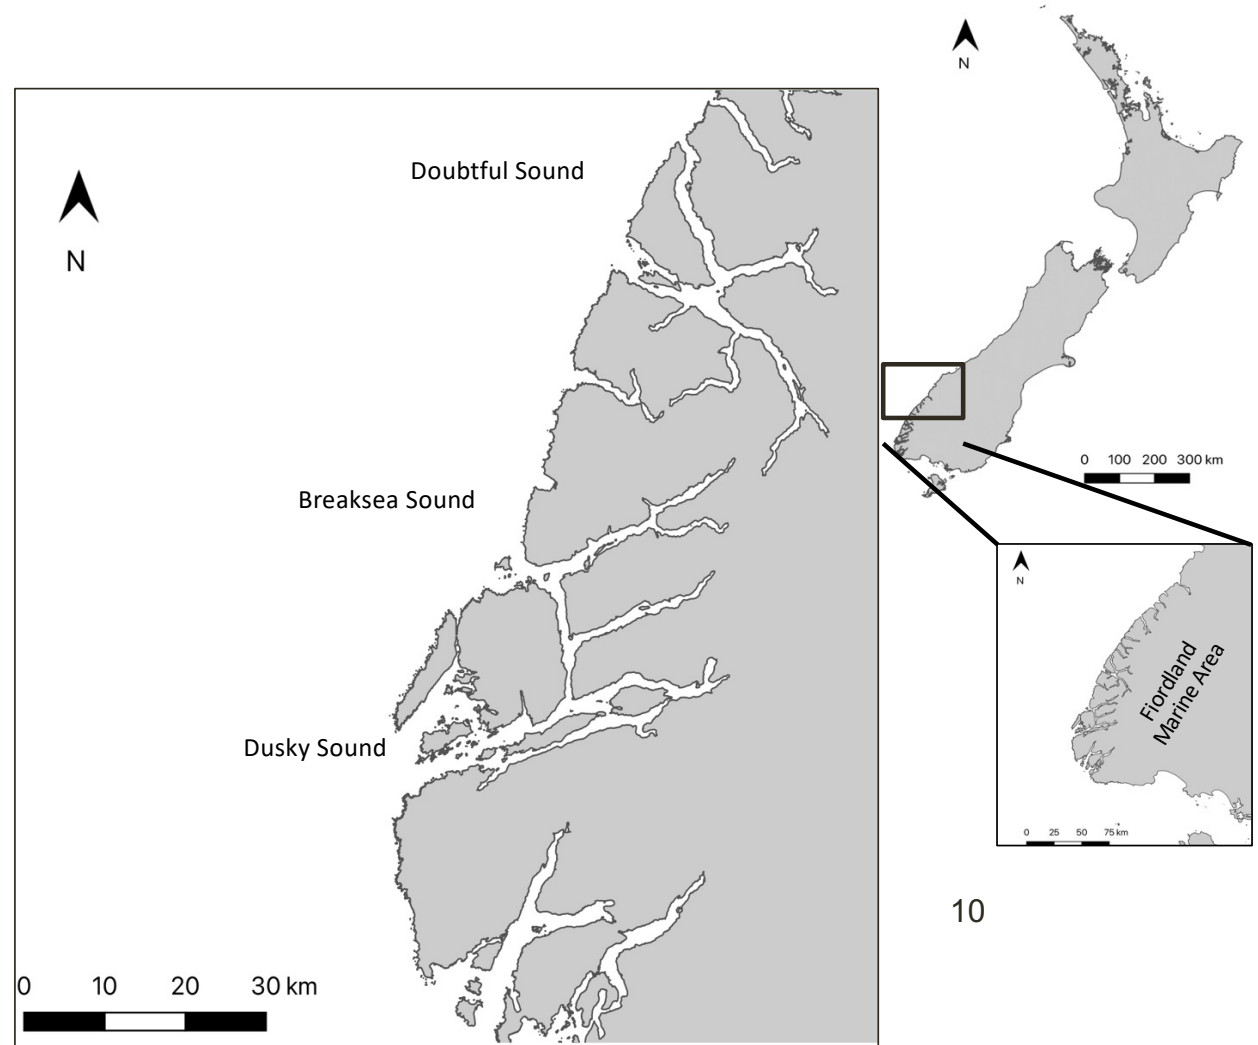 N
Doubtful Sound
N
Breaksea Sound
0 100 200 300 km
N
Fiordland
Marine Area
Dusky Sound
0 25 50 75 km
10
0 10 20 30 km